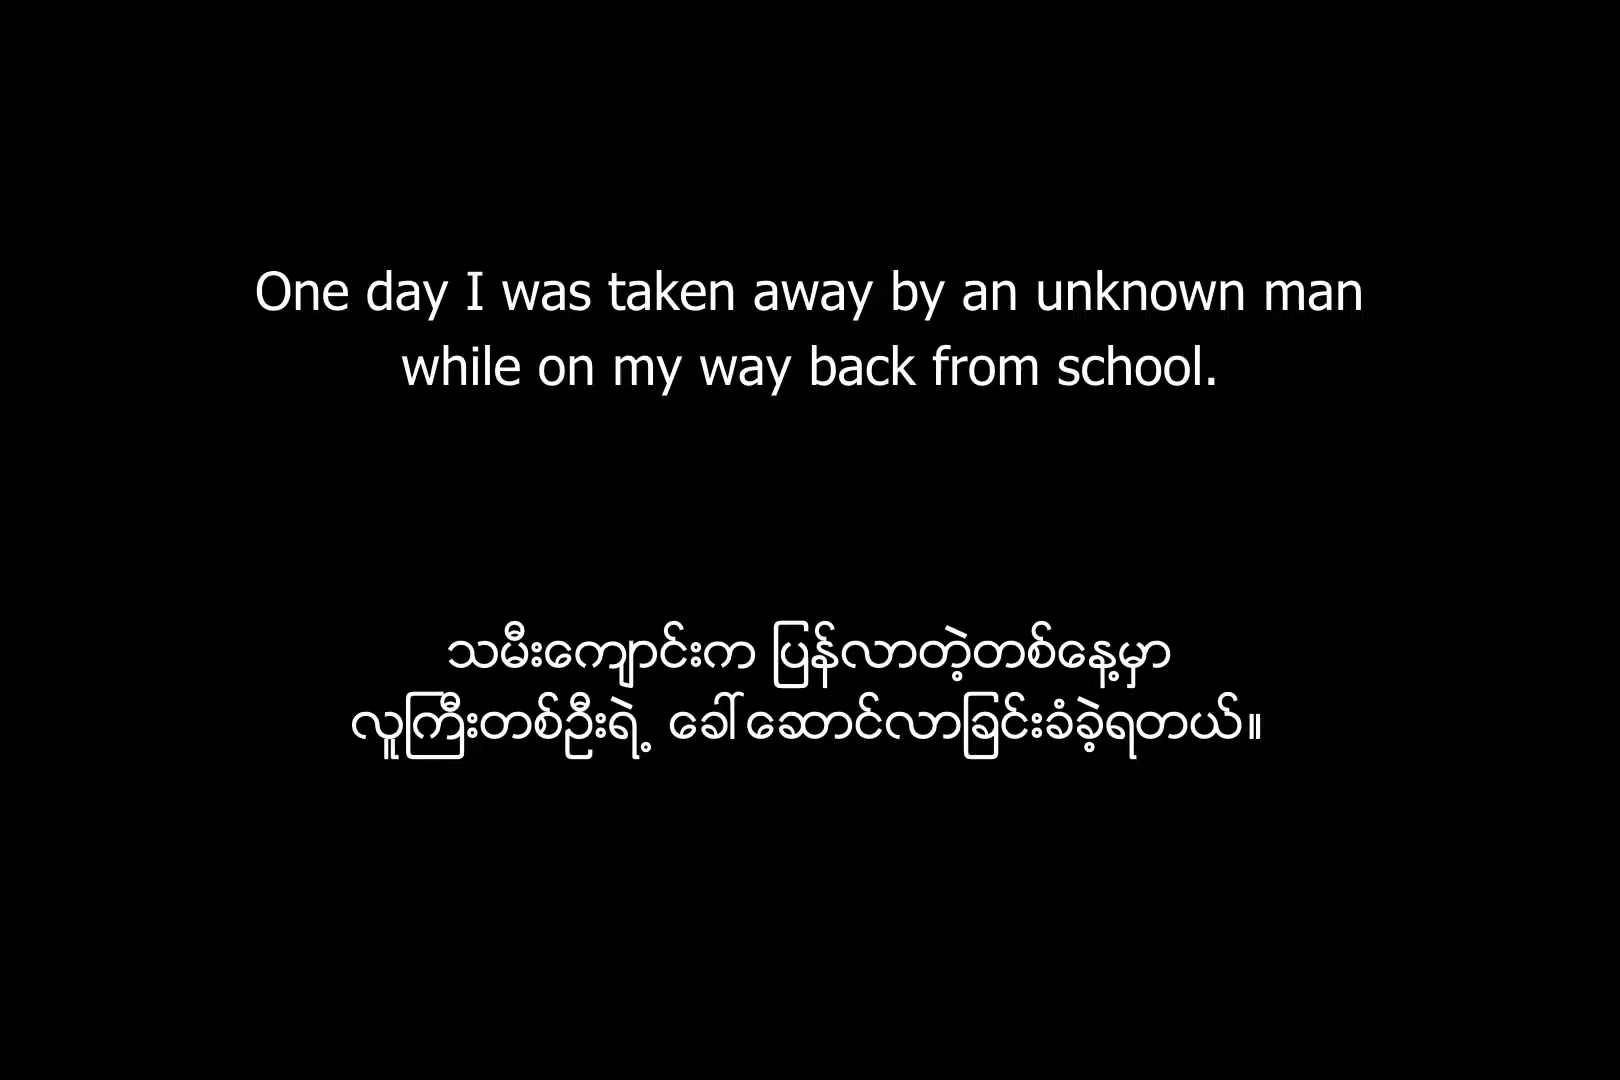 One day I was taken away by an unknown man
while on my way back from school.
သမီးကျောင်းက ပြန်လာတဲ့တစ်နေ့မှာ
လူကြီးတစ်ဦးရဲ့ ခေါ်ဆောင်လာခြင်းခံခဲ့ရတယ်။